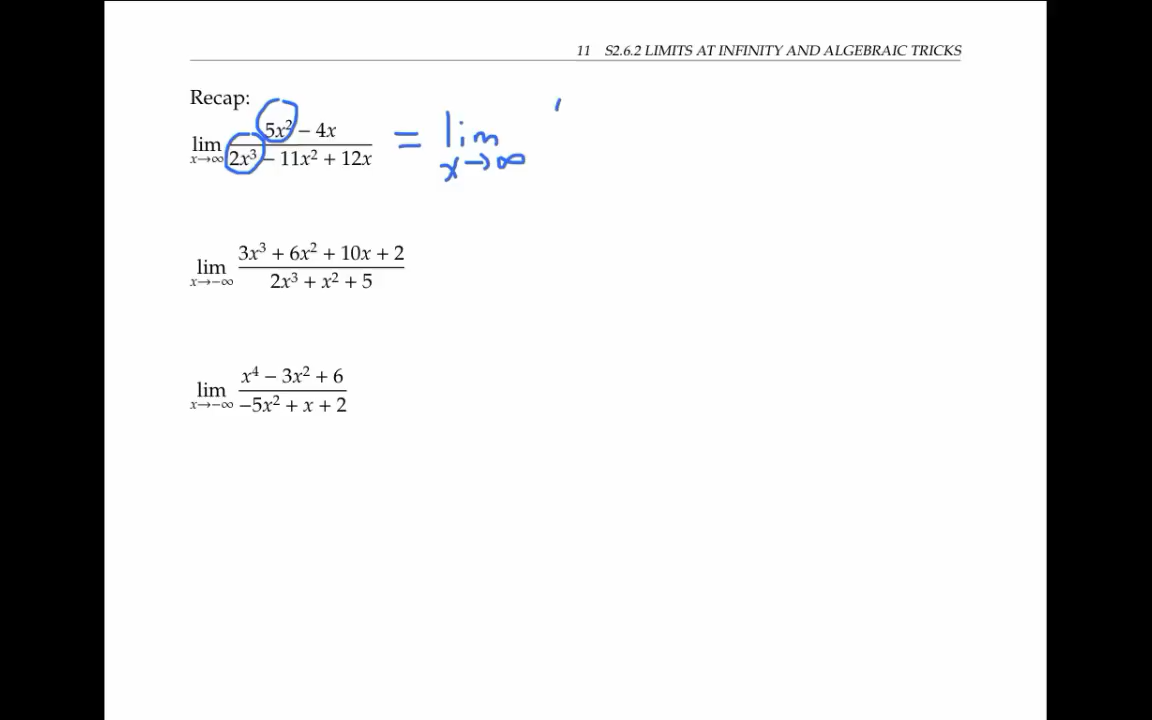 11 S2.6.2 LIMITS AT INFINITY AND ALGEBRAIC TRICKS
Recap:
lim x→∞ (5x² − 4x)/(2x³ − 11x² + 12x) = lim x→∞
lim x→−∞ (3x³ + 6x² + 10x + 2)/(2x³ + x² + 5)
lim x→−∞ (x⁴ − 3x² + 6)/(−5x² + x + 2)